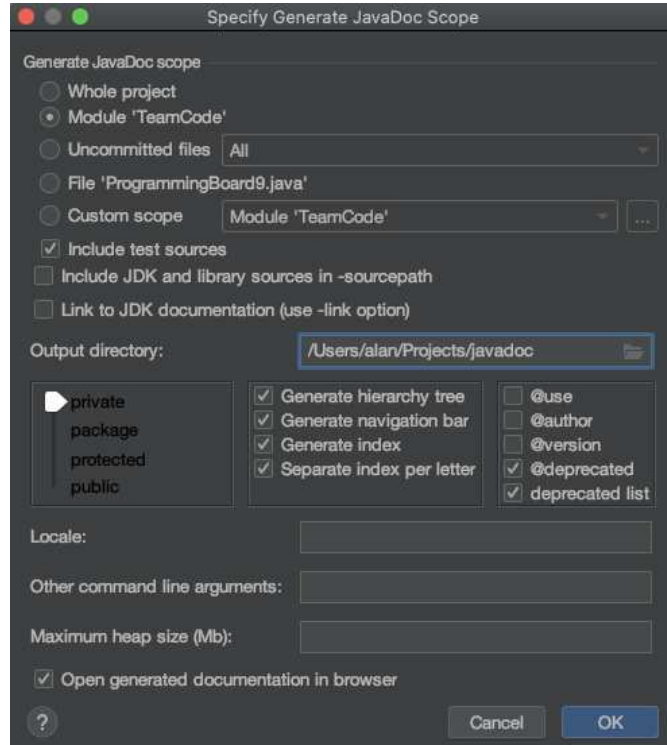 Specify Generate JavaDoc Scope
Generate JavaDoc scope
Whole project
Module 'TeamCode'
Uncommitted files All
File 'ProgrammingBoard9.java'
Custom scope Module 'TeamCode' ...
Include test sources
Include JDK and library sources in -sourcepath
Link to JDK documentation (use -link option)
Output directory: /Users/alan/Projects/javadoc
private
package
protected
public
Generate hierarchy tree
Generate navigation bar
Generate index
Separate index per letter
@use
@author
@version
@deprecated
deprecated list
Locale:
Other command line arguments:
Maximum heap size (Mb):
Open generated documentation in browser
? Cancel OK